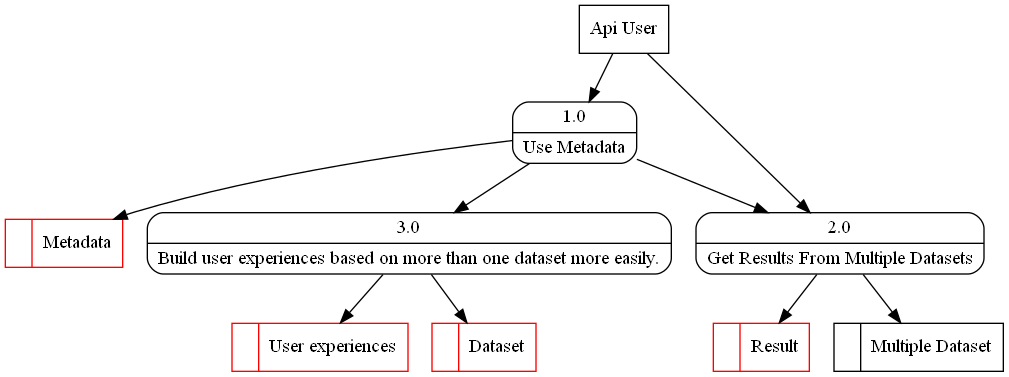 Api User
1.0
Use Metadata
Metadata
3.0
Build user experiences based on more than one dataset more easily.
2.0
Get Results From Multiple Datasets
User experiences
Dataset
Result
Multiple Dataset